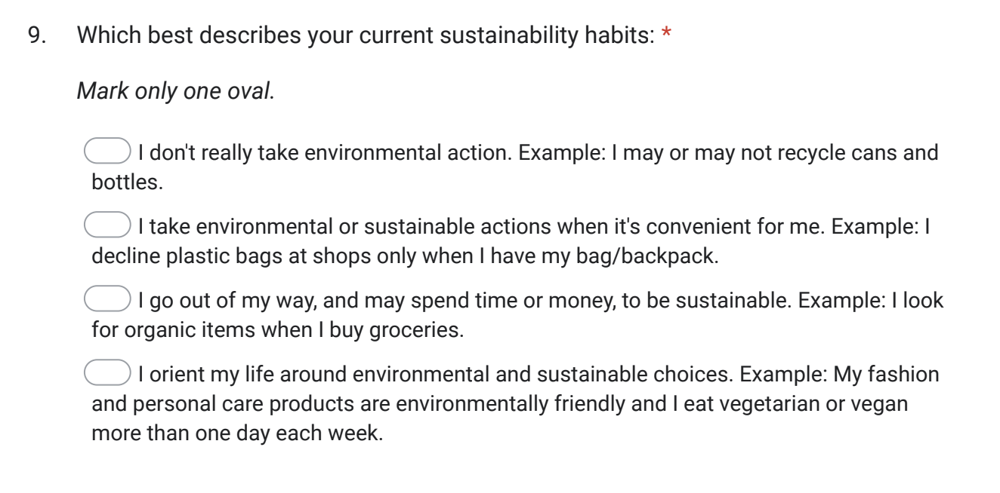 9. Which best describes your current sustainability habits: *
Mark only one oval.
I don't really take environmental action. Example: I may or may not recycle cans and
bottles.
I take environmental or sustainable actions when it's convenient for me. Example: I
decline plastic bags at shops only when I have my bag/backpack.
I go out of my way, and may spend time or money, to be sustainable. Example: I look
for organic items when I buy groceries.
I orient my life around environmental and sustainable choices. Example: My fashion
and personal care products are environmentally friendly and I eat vegetarian or vegan
more than one day each week.